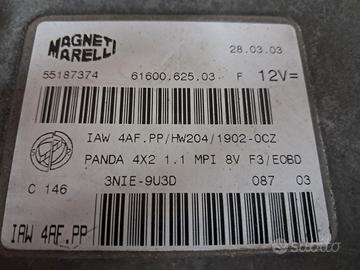 MAGNETI
MARELLI
28.03.03
55187374 61600.625.03 F 12V=
IAW 4AF.PP/HW204/1902-0CZ
PANDA 4X2 1.1 MPI 8V F3/EOBD
C 146 3NIE-9U3D 087 03
IAW 4AF.PP
subito